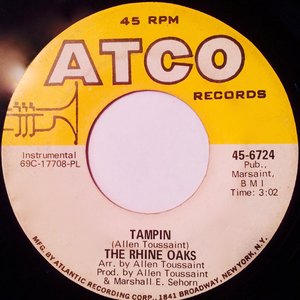 45 RPM
ATCO
RECORDS
Instrumental
69C-17708-PL
45-6724
Pub.,
Marsaint,
BMI
Time: 3:02
TAMPIN
(Allen Toussaint)
THE RHINE OAKS
Arr. by Allen Toussaint
Prod. by Allen Toussaint
& Marshall E. Sehorn
MFG. BY ATLANTIC RECORDING CORP., 1841 BROADWAY, NEW YORK, N.Y.